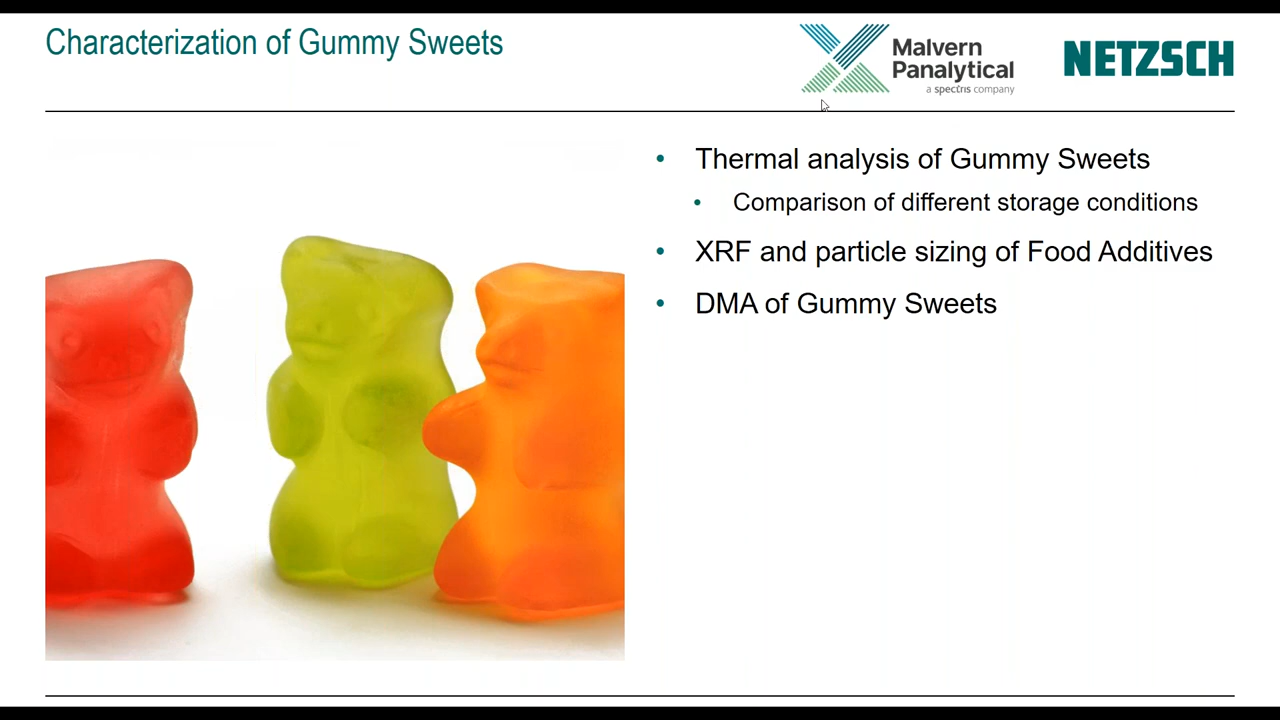 Characterization of Gummy Sweets
Malvern
Panalytical
a spectris company
NETZSCH
• Thermal analysis of Gummy Sweets
• Comparison of different storage conditions
• XRF and particle sizing of Food Additives
• DMA of Gummy Sweets